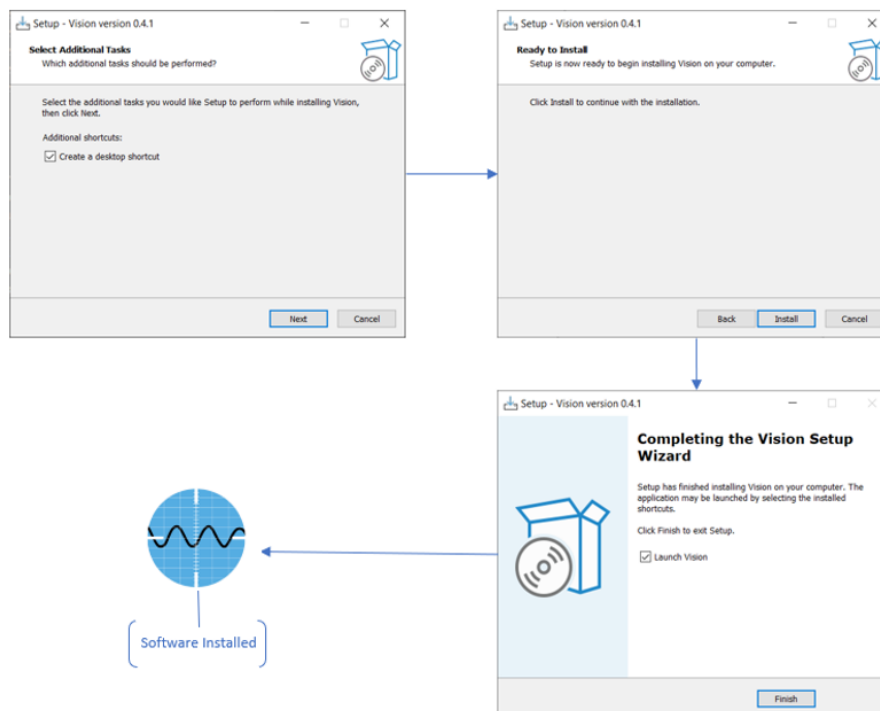 Setup - Vision version 0.4.1
Select Additional Tasks
Which additional tasks should be performed?
Select the additional tasks you would like Setup to perform while installing Vision,
then click Next.
Additional shortcuts:
Create a desktop shortcut
Next
Cancel
Setup - Vision version 0.4.1
Ready to Install
Setup is now ready to begin installing Vision on your computer.
Click Install to continue with the installation.
Back
Install
Cancel
Setup - Vision version 0.4.1
Completing the Vision Setup
Wizard
Setup has finished installing Vision on your computer. The
application may be launched by selecting the installed
shortcuts.
Click Finish to exit Setup.
Launch Vision
Finish
Software Installed